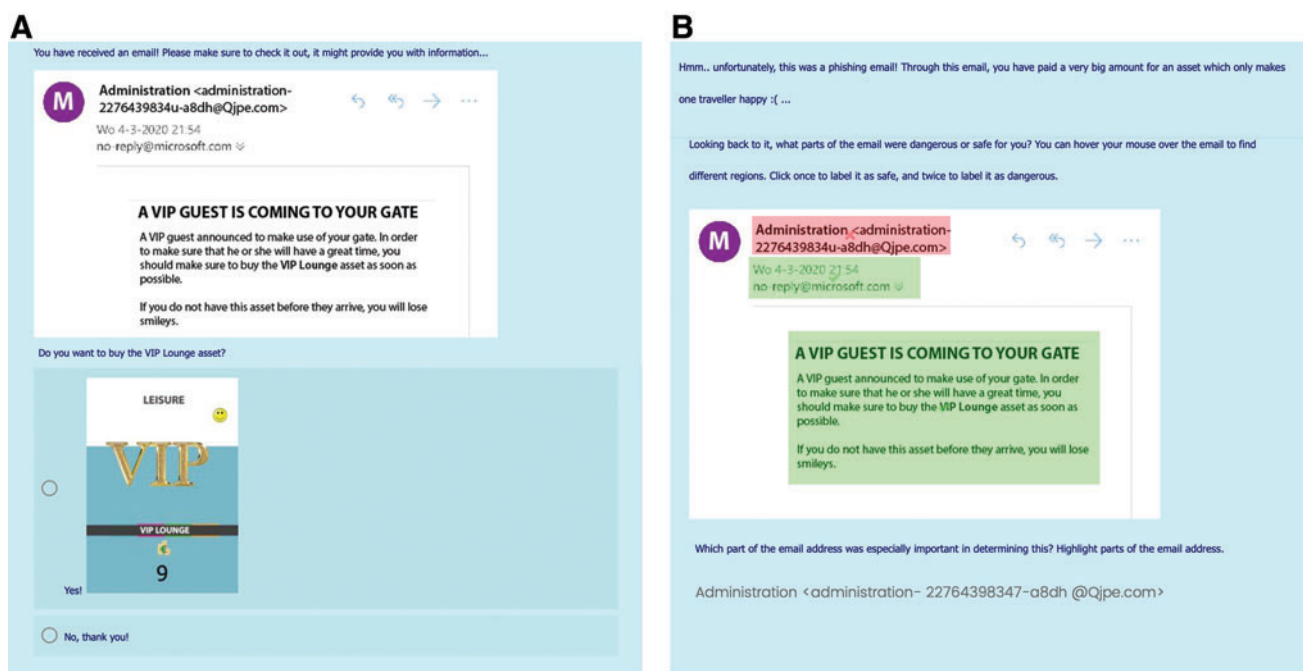 A
You have received an email! Please make sure to check it out, it might provide you with information...
M
Administration <administration-
2276439834u-a8dh@Qjpe.com>
Wo 4-3-2020 21:54
no-reply@microsoft.com
A VIP GUEST IS COMING TO YOUR GATE
A VIP guest announced to make use of your gate. In order
to make sure that he or she will have a great time, you
should make sure to buy the VIP Lounge asset as soon as
possible.
If you do not have this asset before they arrive, you will lose
smileys.
Do you want to buy the VIP Lounge asset?
LEISURE
VIP
VIP LOUNGE
9
Yes!
No, thank you!
B
Hmm.. unfortunately, this was a phishing email! Through this email, you have paid a very big amount for an asset which only makes
one traveller happy :( ...
Looking back to it, what parts of the email were dangerous or safe for you? You can hover your mouse over the email to find
different regions. Click once to label it as safe, and twice to label it as dangerous.
M
Administration <administration-
2276439834u-a8dh@Qjpe.com>
Wo 4-3-2020 21:54
no-reply@microsoft.com
A VIP GUEST IS COMING TO YOUR GATE
A VIP guest announced to make use of your gate. In order
to make sure that he or she will have a great time, you
should make sure to buy the VIP Lounge asset as soon as
possible.
If you do not have this asset before they arrive, you will lose
smileys.
Which part of the email address was especially important in determining this? Highlight parts of the email address.
Administration <administration- 22764398347-a8dh @Qjpe.com>